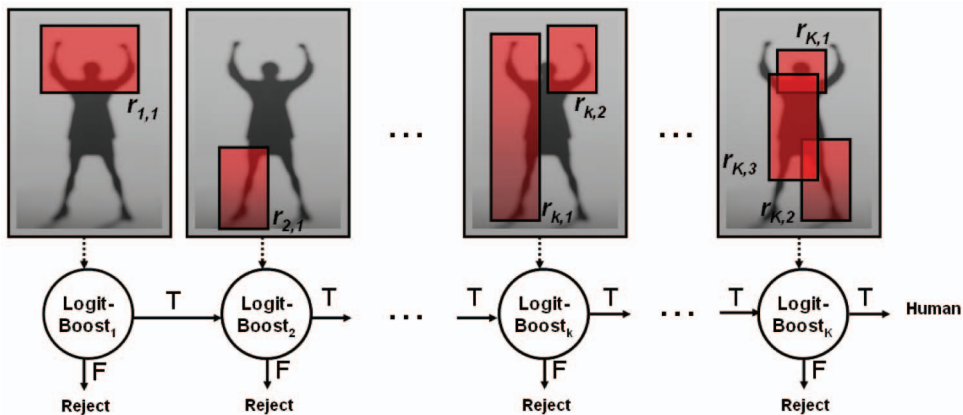 r1,1
r2,1
...
rk,2
rk,1
...
rK,1
rK,3
rK,2
Logit-
Boost1
T
Logit-
Boost2
T
...
T
Logit-
Boostk
T
...
T
Logit-
BoostK
T
Human
F
F
F
F
Reject
Reject
Reject
Reject